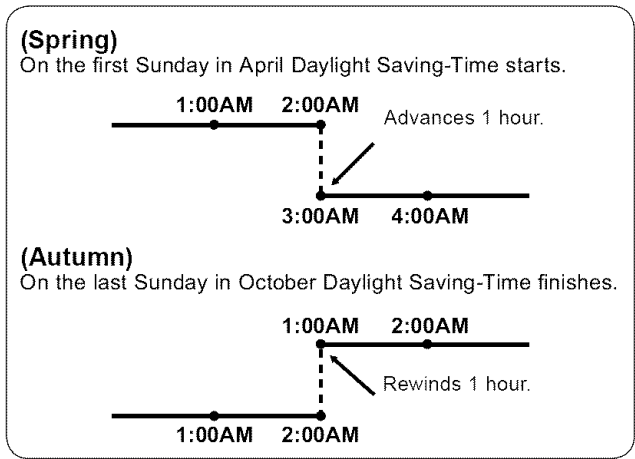 (Spring)
On the first Sunday in April Daylight Saving-Time starts.
1:00AM 2:00AM
Advances 1 hour.
3:00AM 4:00AM
(Autumn)
On the last Sunday in October Daylight Saving-Time finishes.
1:00AM 2:00AM
Rewinds 1 hour.
1:00AM 2:00AM